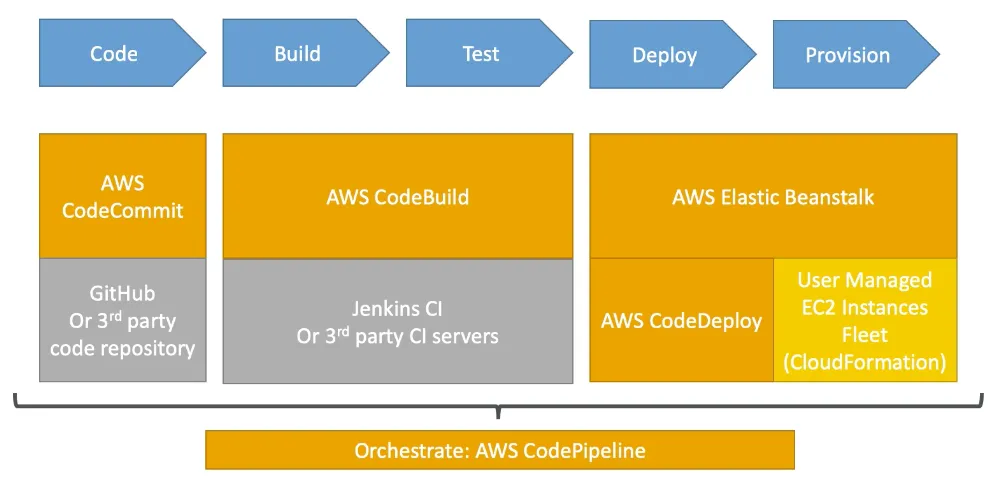 Code
Build
Test
Deploy
Provision
AWS
CodeCommit
AWS CodeBuild
AWS Elastic Beanstalk
GitHub
Or 3rd party
code repository
Jenkins CI
Or 3rd party CI servers
AWS CodeDeploy
User Managed
EC2 Instances
Fleet
(CloudFormation)
Orchestrate: AWS CodePipeline